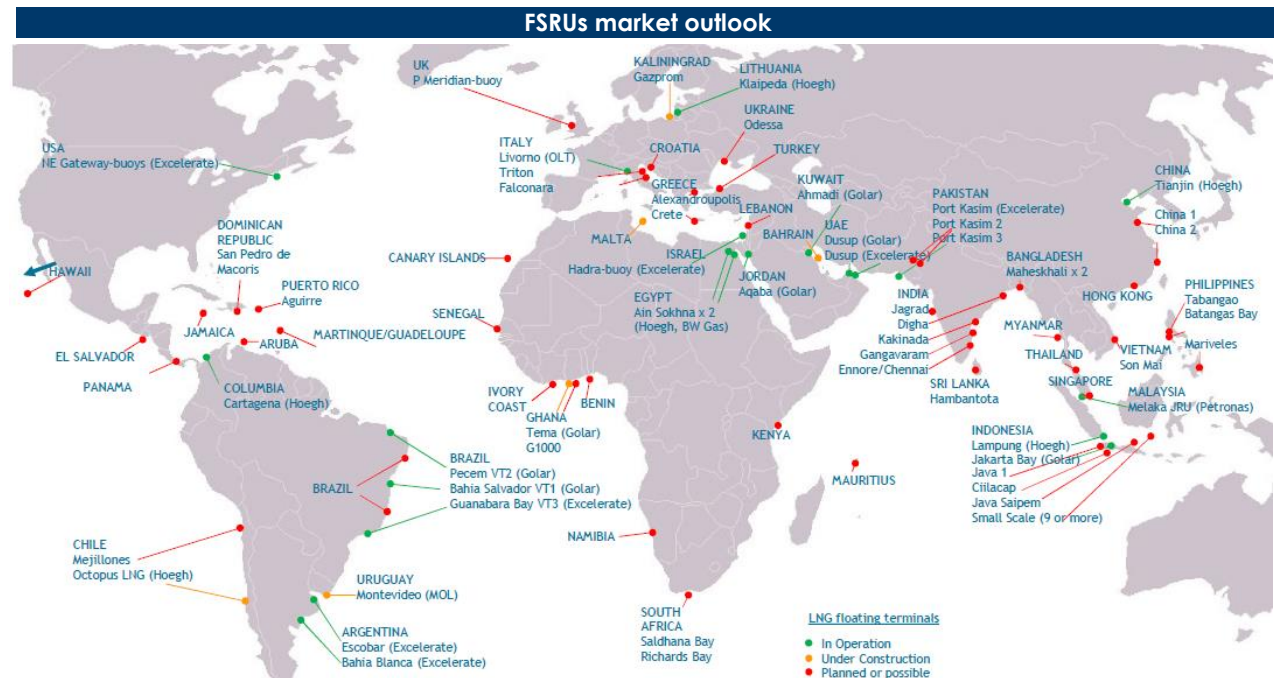 FSRUs market outlook
UK
P Meridian-buoy
KALININGRAD
Gazprom
LITHUANIA
Klaipeda (Hoegh)
UKRAINE
Odessa
USA
NE Gateway-buoys (Excelerate)
ITALY
Livorno (OLT)
Triton
Falconara
CROATIA
TURKEY
GREECE
Alexandroupolis
Crete
KUWAIT
Ahmadi (Golar)
PAKISTAN
Port Kasim (Excelerate)
Port Kasim 2
Port Kasim 3
CHINA
Tianjin (Hoegh)
China 1
China 2
DOMINICAN
REPUBLIC
San Pedro de
Macoris
LEBANON
MALTA
BAHRAIN
UAE
Dusup (Golar)
Dusup (Excelerate)
HAWAII
CANARY ISLANDS
ISRAEL
Hadra-buoy (Excelerate)
JORDAN
Aqaba (Golar)
BANGLADESH
Maheskhali x 2
PUERTO RICO
Aguirre
EGYPT
Ain Sokhna x 2
(Hoegh, BW Gas)
INDIA
Jagrad
Digha
Kakinada
Gangavaram
Ennore/Chennai
HONG KONG
PHILIPPINES
Tabangao
Batangas Bay
Mariveles
JAMAICA
SENEGAL
MARTINQUE/GUADELOUPE
ARUBA
MYANMAR
EL SALVADOR
THAILAND
VIETNAM
Son Mai
PANAMA
COLUMBIA
Cartagena (Hoegh)
IVORY
COAST
GHANA
Tema (Golar)
G1000
BENIN
SRI LANKA
Hambantota
SINGAPORE
MALAYSIA
Melaka JRU (Petronas)
KENYA
INDONESIA
Lampung (Hoegh)
Jakarta Bay (Golar)
Java 1
Ciilacap
Java Saipem
Small Scale (9 or more)
BRAZIL
Pecem VT2 (Golar)
Bahia Salvador VT1 (Golar)
Guanabara Bay VT3 (Excelerate)
BRAZIL
MAURITIUS
NAMIBIA
CHILE
Mejillones
Octopus LNG (Hoegh)
URUGUAY
Montevideo (MOL)
SOUTH
AFRICA
Saldhana Bay
Richards Bay
ARGENTINA
Escobar (Excelerate)
Bahia Blanca (Excelerate)
LNG floating terminals
In Operation
Under Construction
Planned or possible